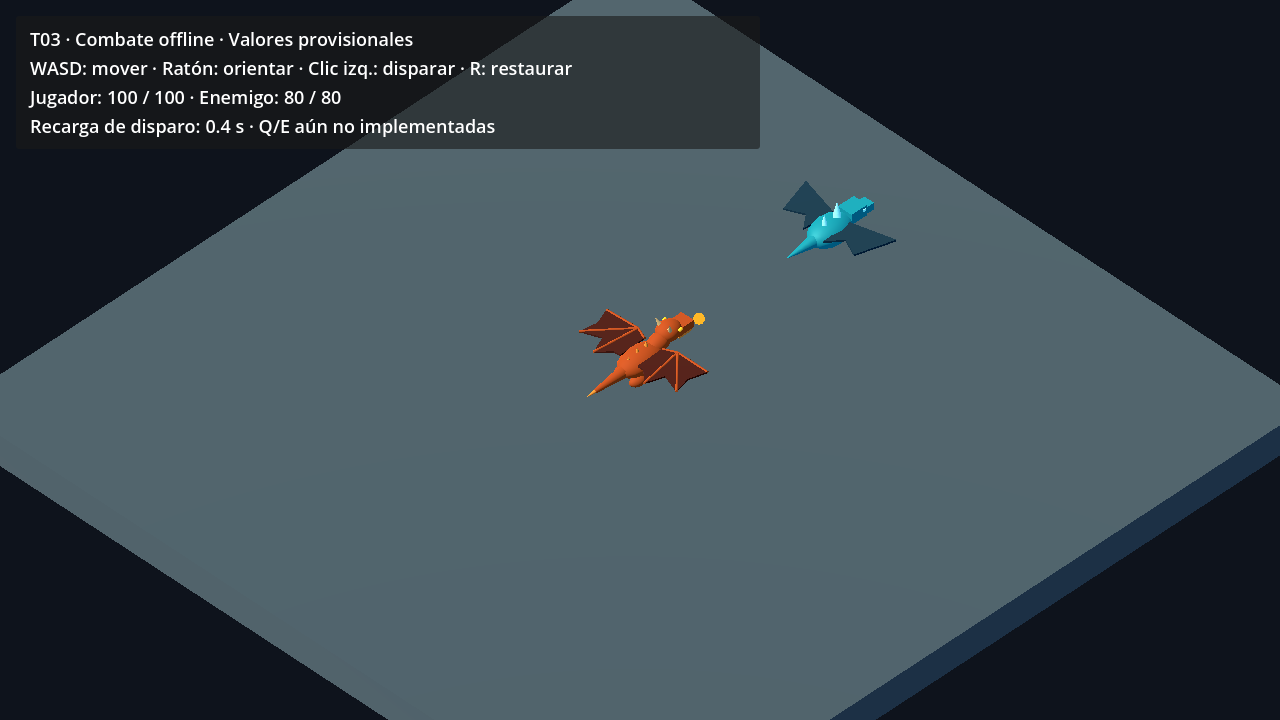 T03 · Combate offline · Valores provisionales
WASD: mover · Ratón: orientar · Clic izq.: disparar · R: restaurar
Jugador: 100 / 100 · Enemigo: 80 / 80
Recarga de disparo: 0.4 s · Q/E aún no implementadas